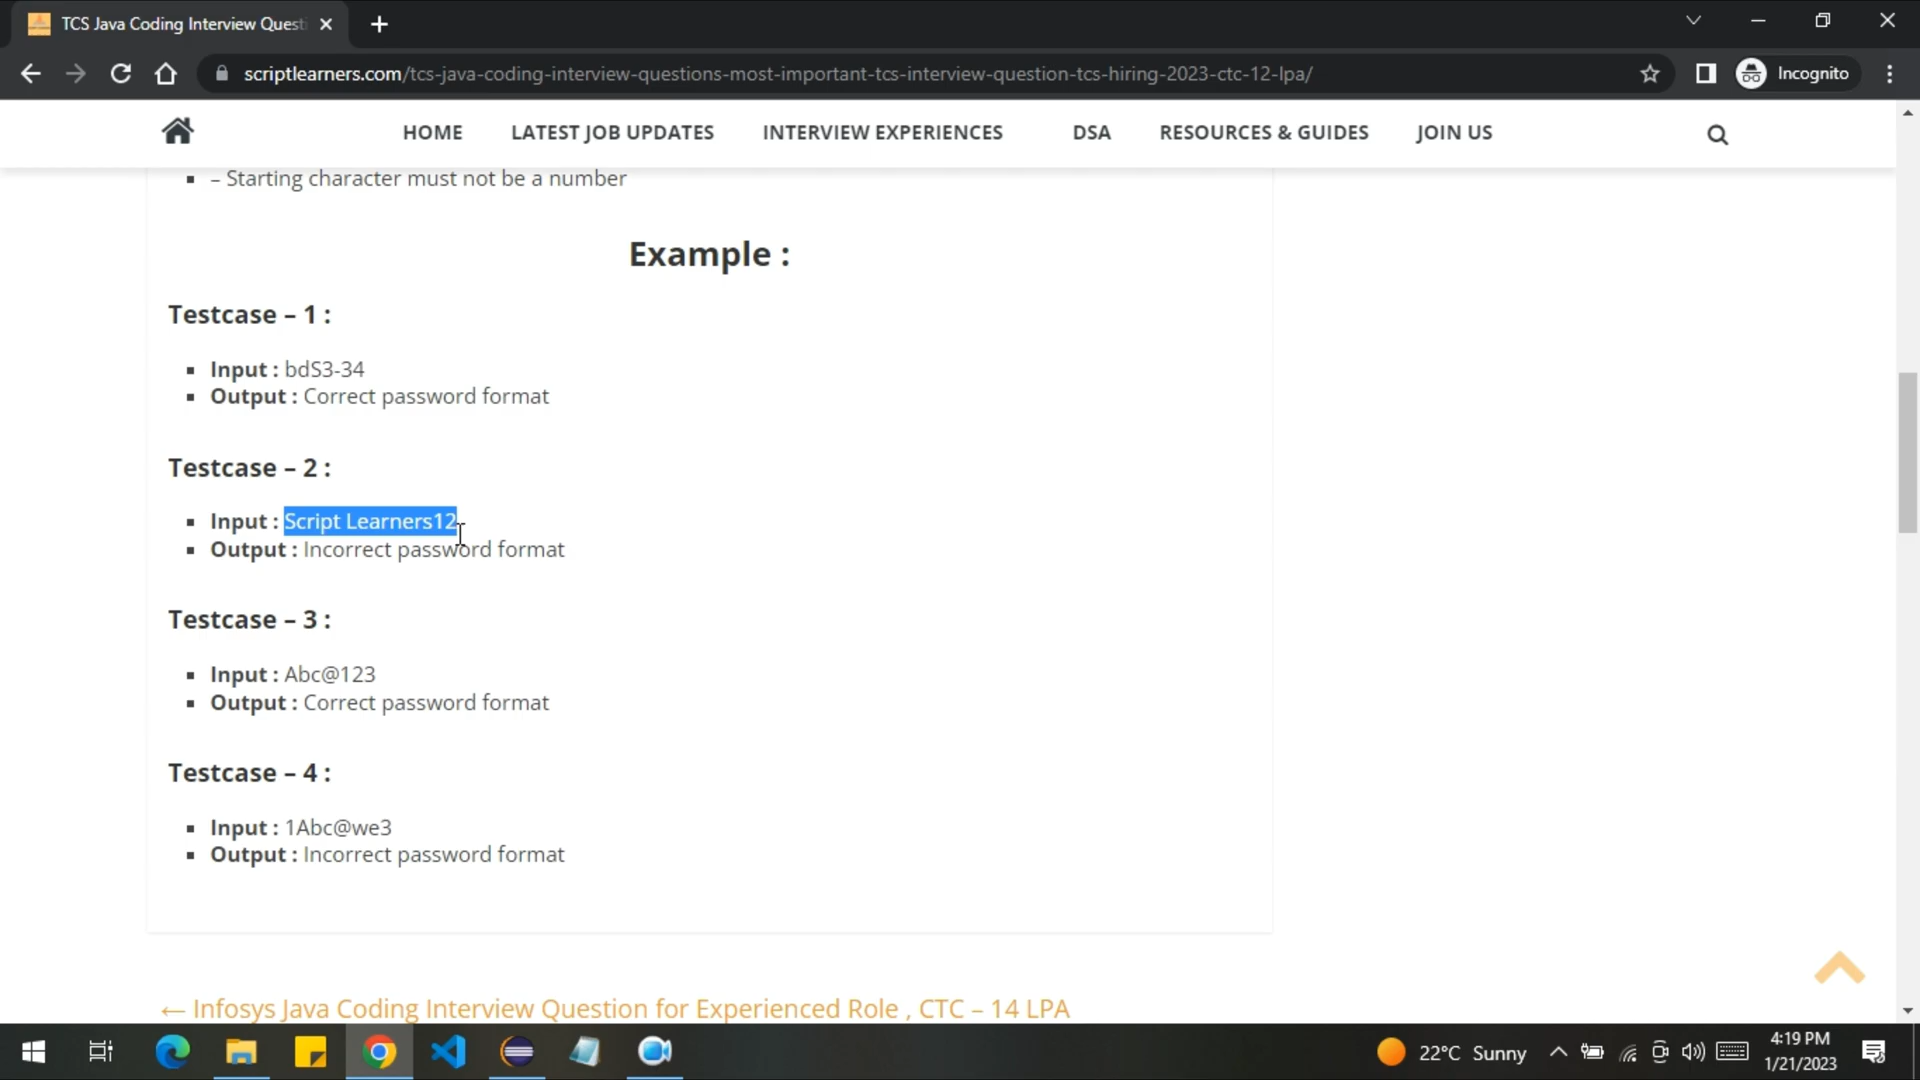 TCS Java Coding Interview Quest
scriptlearners.com/tcs-java-coding-interview-questions-most-important-tcs-interview-question-tcs-hiring-2023-ctc-12-lpa/
Incognito
HOME
LATEST JOB UPDATES
INTERVIEW EXPERIENCES
DSA
RESOURCES & GUIDES
JOIN US
– Starting character must not be a number
Example :
Testcase – 1 :
Input : bdS3-34
Output : Correct password format
Testcase – 2 :
Input : Script Learners12
Output : Incorrect password format
Testcase – 3 :
Input : Abc@123
Output : Correct password format
Testcase – 4 :
Input : 1Abc@we3
Output : Incorrect password format
← Infosys Java Coding Interview Question for Experienced Role , CTC – 14 LPA
22°C Sunny
4:19 PM
1/21/2023